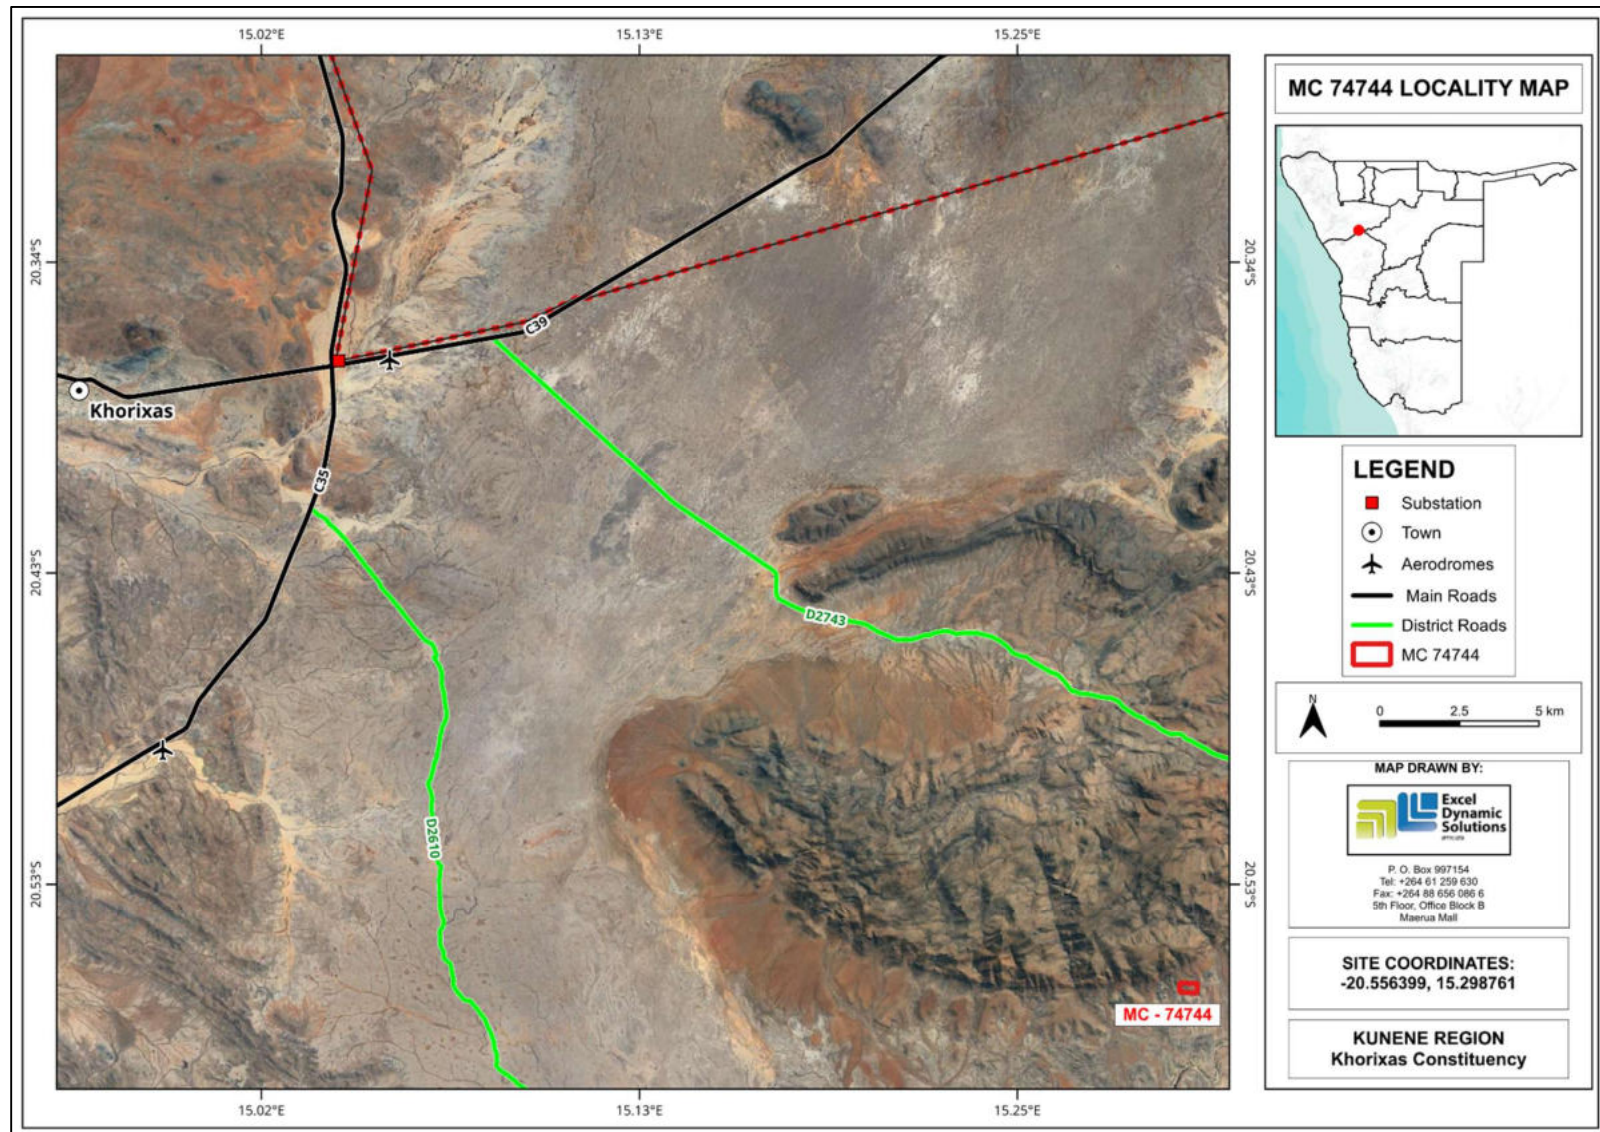 15.02°E
15.13°E
15.25°E
MC 74744 LOCALITY MAP
20.34°S
20.34°S
C39
Khorixas
C35
LEGEND
Substation
Town
Aerodromes
Main Roads
District Roads
MC 74744
20.43°S
20.43°S
D2743
N
0 2.5 5 km
MAP DRAWN BY:
Excel
Dynamic
Solutions
P. O. Box 997154
Tel: +264 61 259 630
Fax: +264 88 656 086 6
5th Floor, Office Block B
Maerua Mall
D2610
20.53°S
20.53°S
SITE COORDINATES:
-20.556399, 15.298761
MC - 74744
KUNENE REGION
Khorixas Constituency
15.02°E
15.13°E
15.25°E